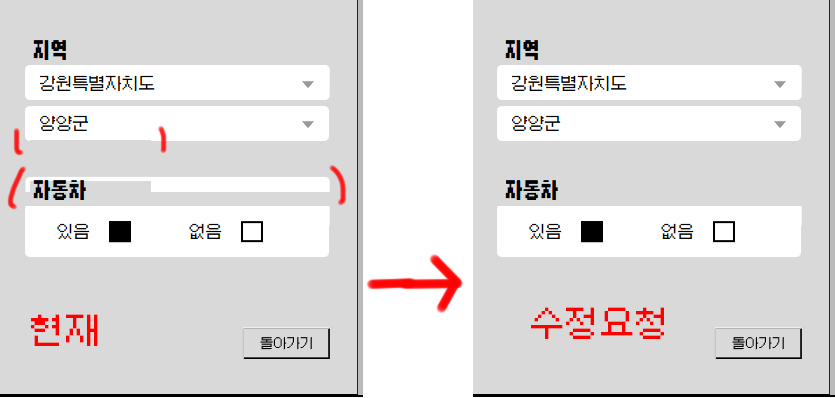 지역
강원특별자치도
양양군
자동차
있음 없음
현재
돌아가기
지역
강원특별자치도
양양군
자동차
있음 없음
수정요청
돌아가기